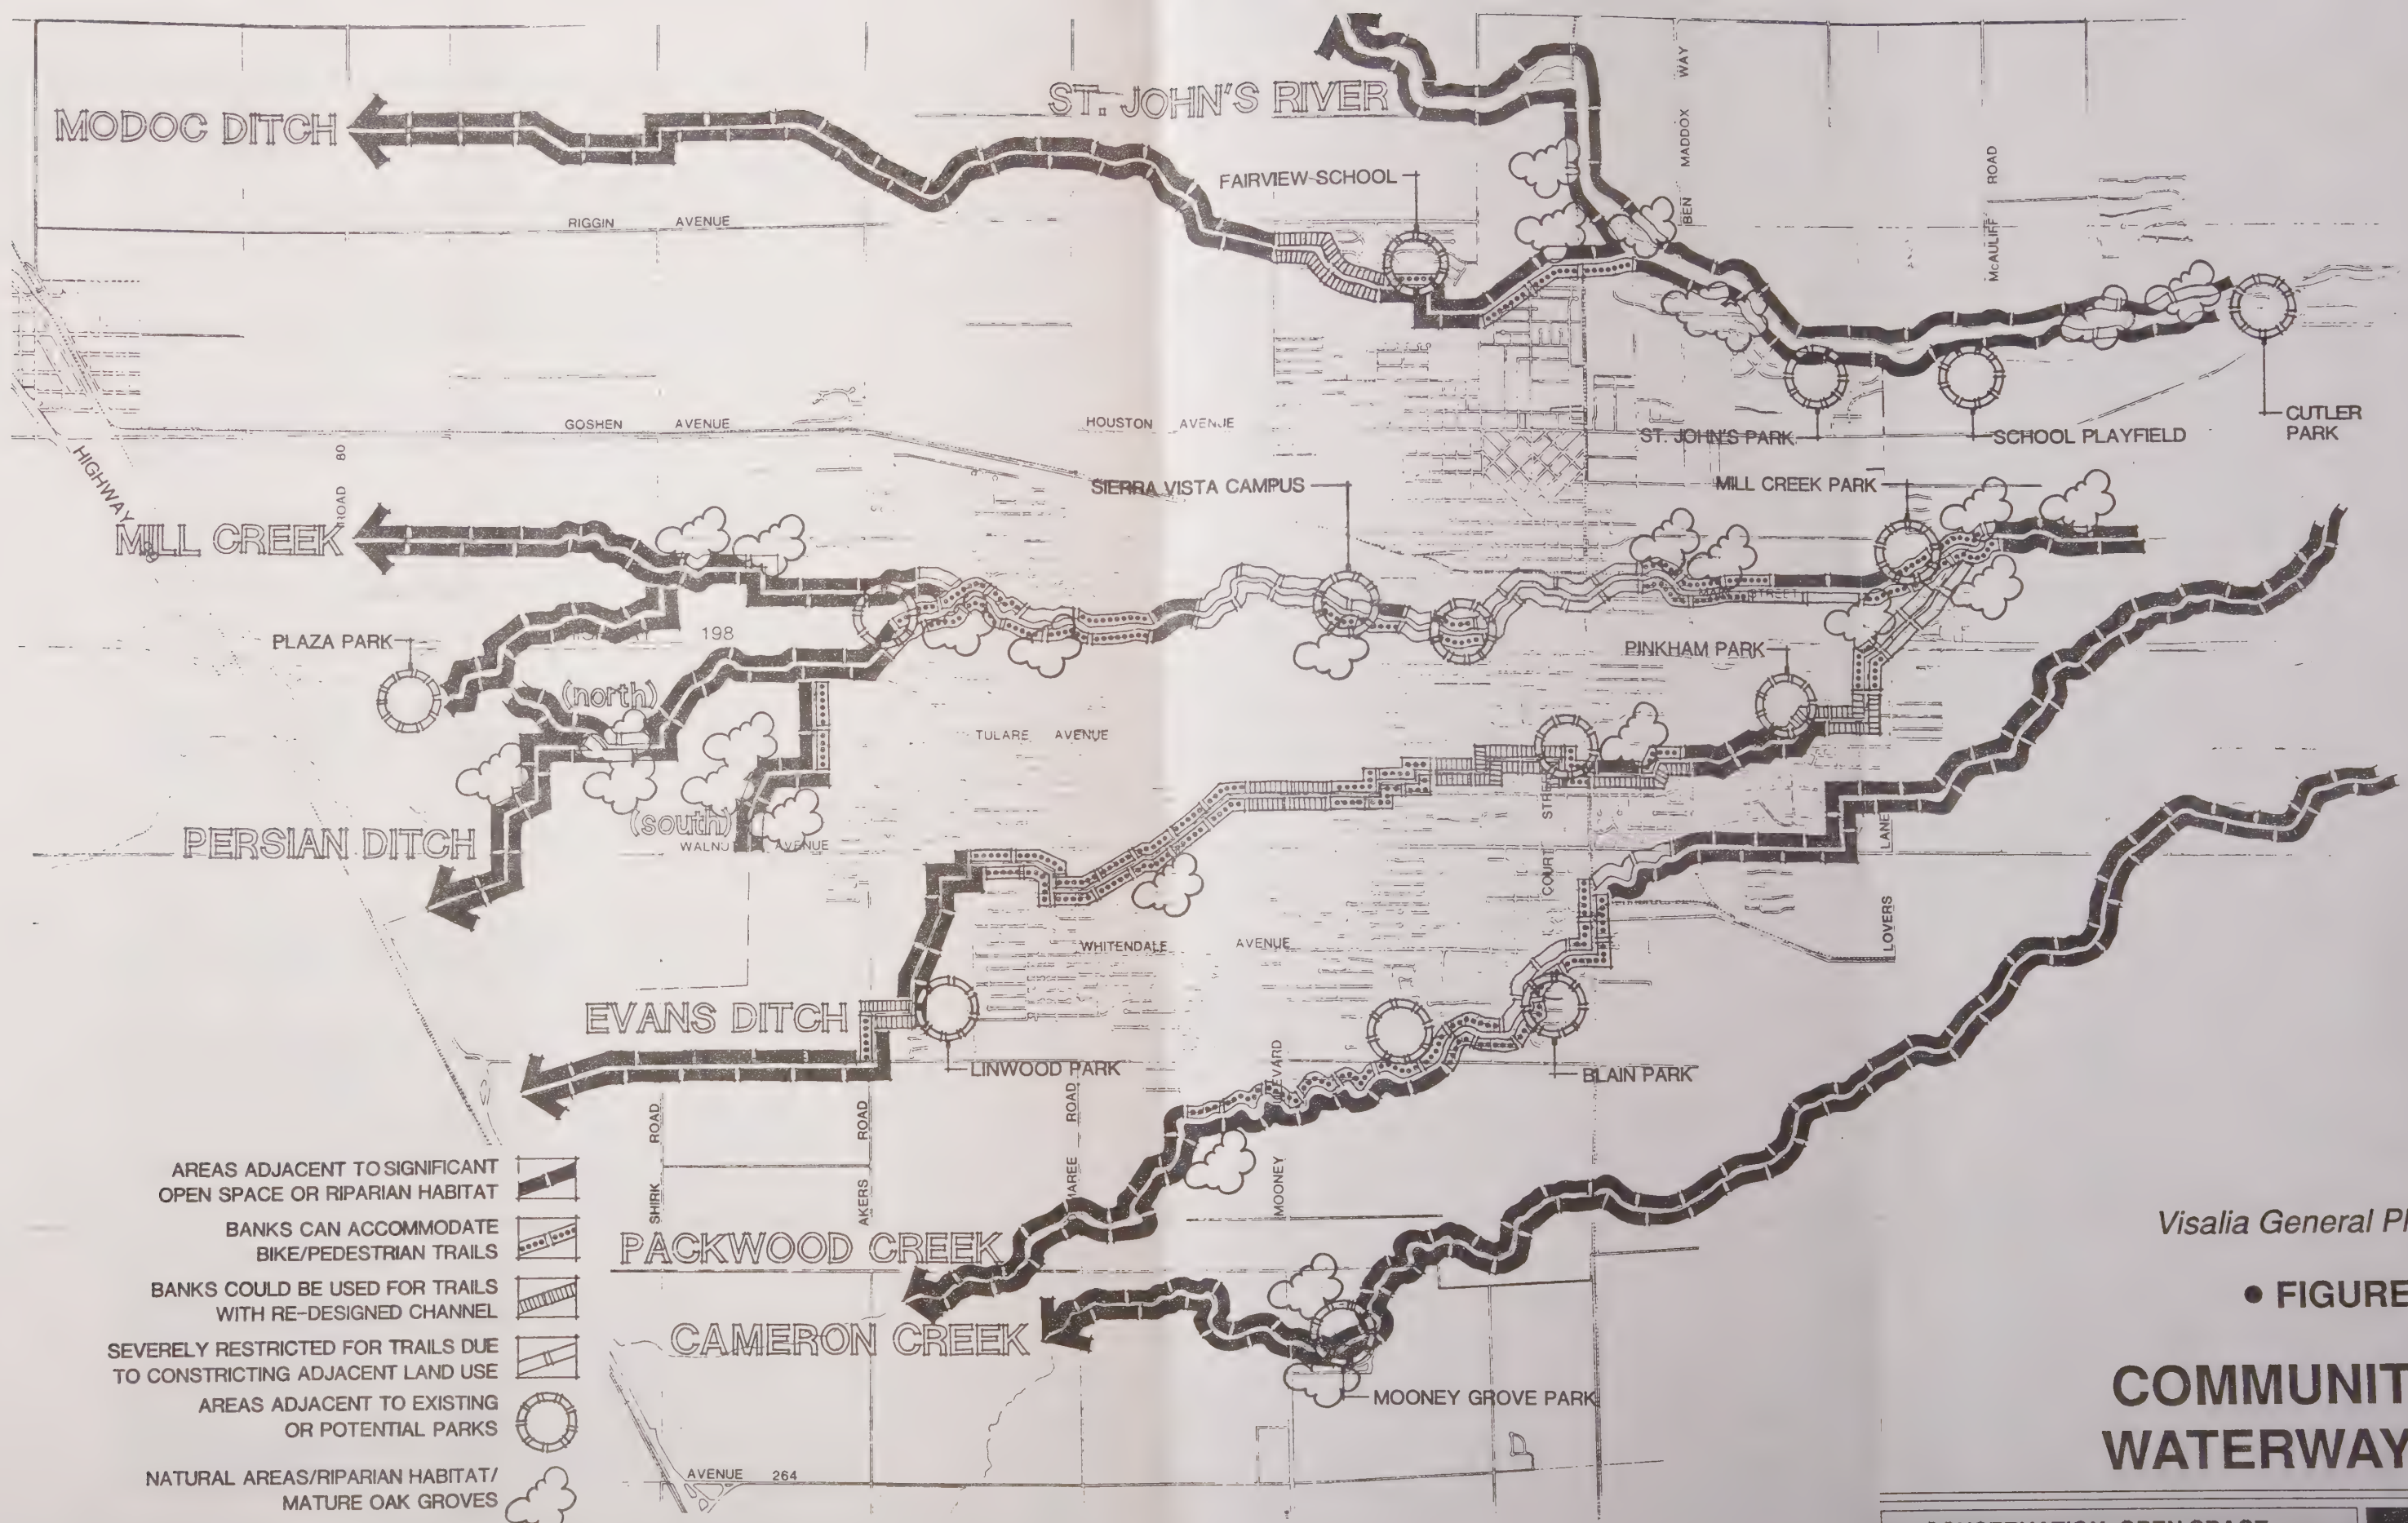 ST. JOHN'S RIVER
MODOC DITCH
BEN MADDOX WAY
McAULIFF ROAD
FAIRVIEW SCHOOL
RIGGIN AVENUE
GOSHEN AVENUE
HOUSTON AVENUE
ST. JOHN'S PARK
SCHOOL PLAYFIELD
CUTLER
PARK
HIGHWAY
ROAD 80
SIERRA VISTA CAMPUS
MILL CREEK PARK
MILL CREEK
STREET
PLAZA PARK
198
PINKHAM PARK
(north)
TULARE AVENUE
(south)
PERSIAN DITCH
WALNU AVENUE
COURT STREE
LANE
LOVERS
WHITENDALE AVENUE
EVANS DITCH
LINWOOD PARK
BLAIN PARK
SHIRK ROAD
AKERS ROAD
MAREE ROAD
MOONEY
PACKWOOD CREEK
CAMERON CREEK
MOONEY GROVE PARK
AVENUE 264
AREAS ADJACENT TO SIGNIFICANT
OPEN SPACE OR RIPARIAN HABITAT
BANKS CAN ACCOMMODATE
BIKE/PEDESTRIAN TRAILS
BANKS COULD BE USED FOR TRAILS
WITH RE-DESIGNED CHANNEL
SEVERELY RESTRICTED FOR TRAILS DUE
TO CONSTRICTING ADJACENT LAND USE
AREAS ADJACENT TO EXISTING
OR POTENTIAL PARKS
NATURAL AREAS/RIPARIAN HABITAT/
MATURE OAK GROVES
Visalia General Pl
• FIGURE
COMMUNIT
WATERWAY